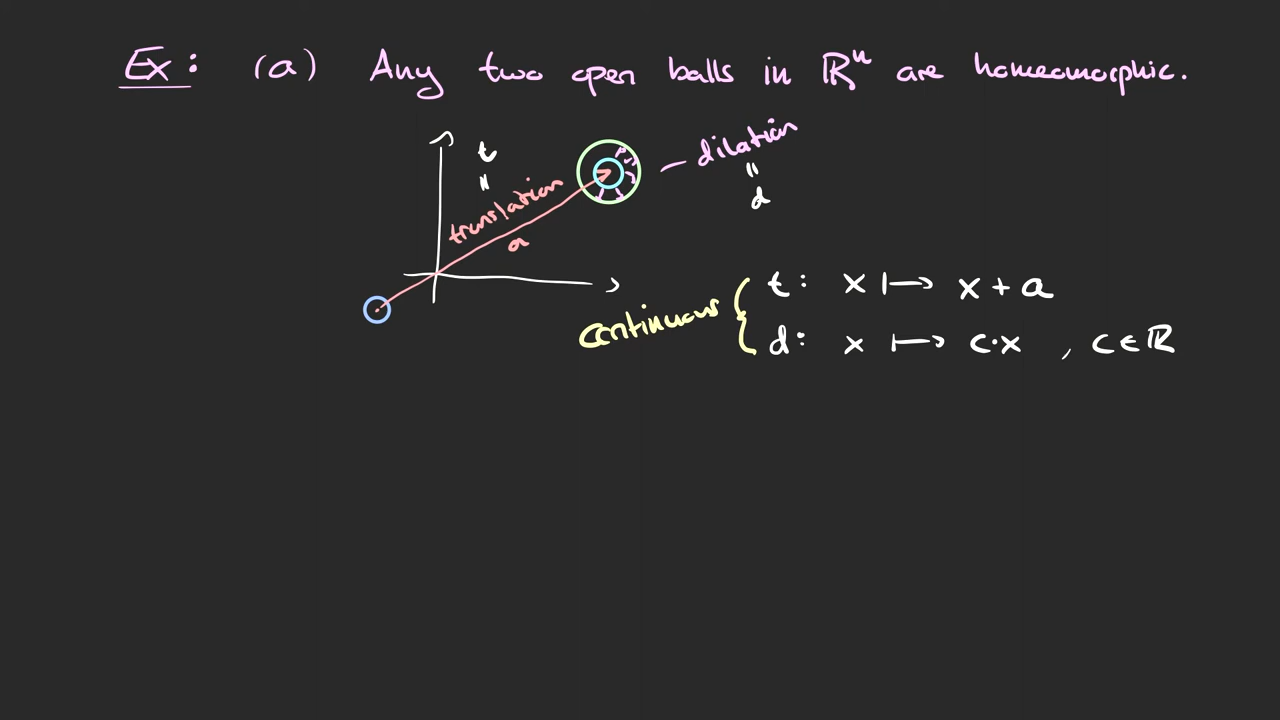 Ex: (a) Any two open balls in ℝⁿ are homeomorphic.
t
=
translation
a
dilation
=
d
continuous
t: x ↦ x + a
d: x ↦ c·x , c ∈ ℝ